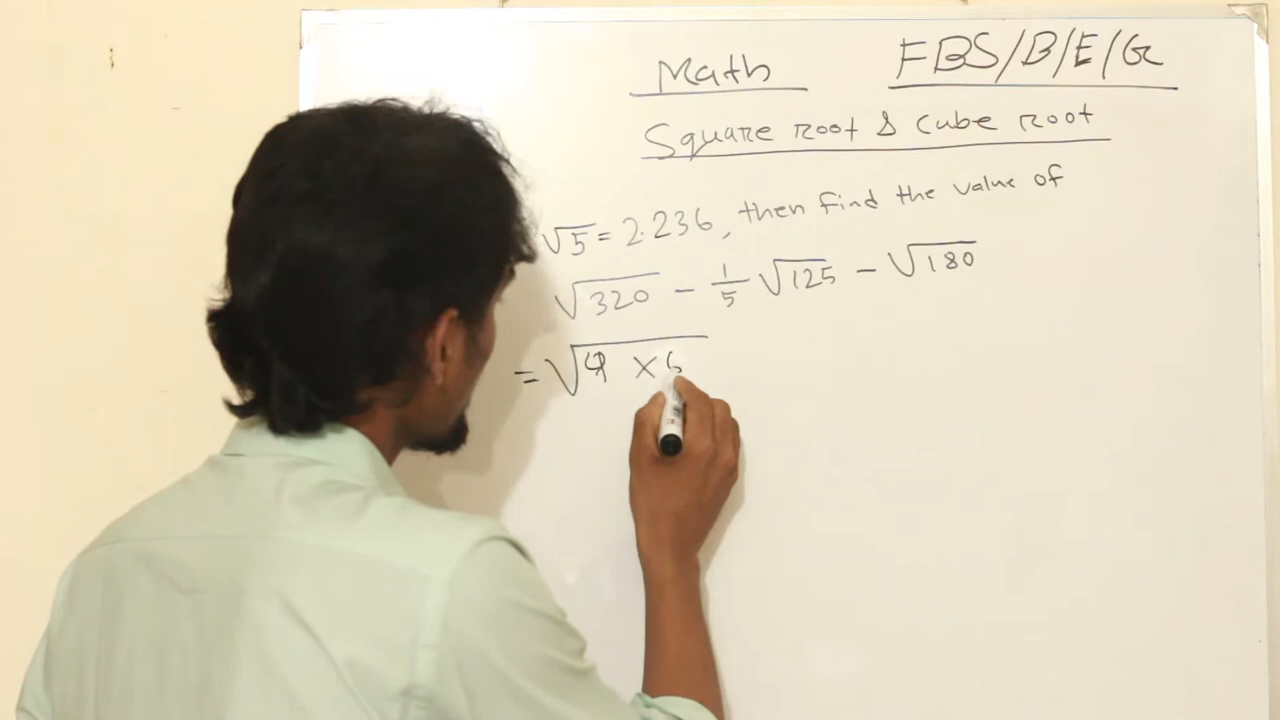 Math
FBS/B/E/G
Square root & cube root
√5 = 2.236, then find the value of
√320 - 1/5 √125 - √180
= √4 × 6